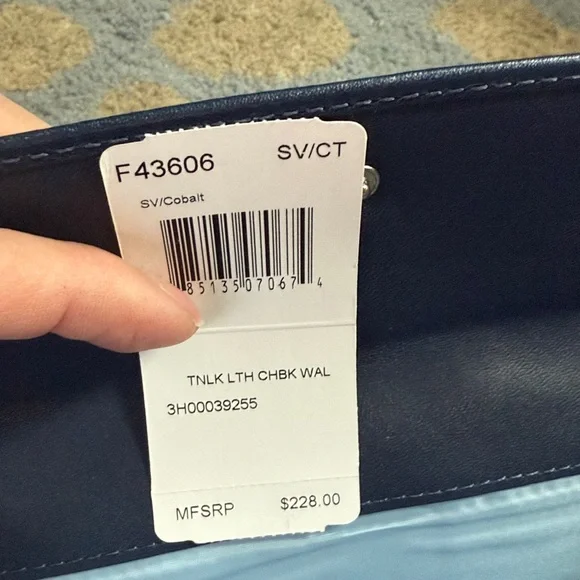 F43606 SV/CT
SV/Cobalt
85135 07067 4
TNLK LTH CHBK WAL
3H00039255
MFSRP $228.00